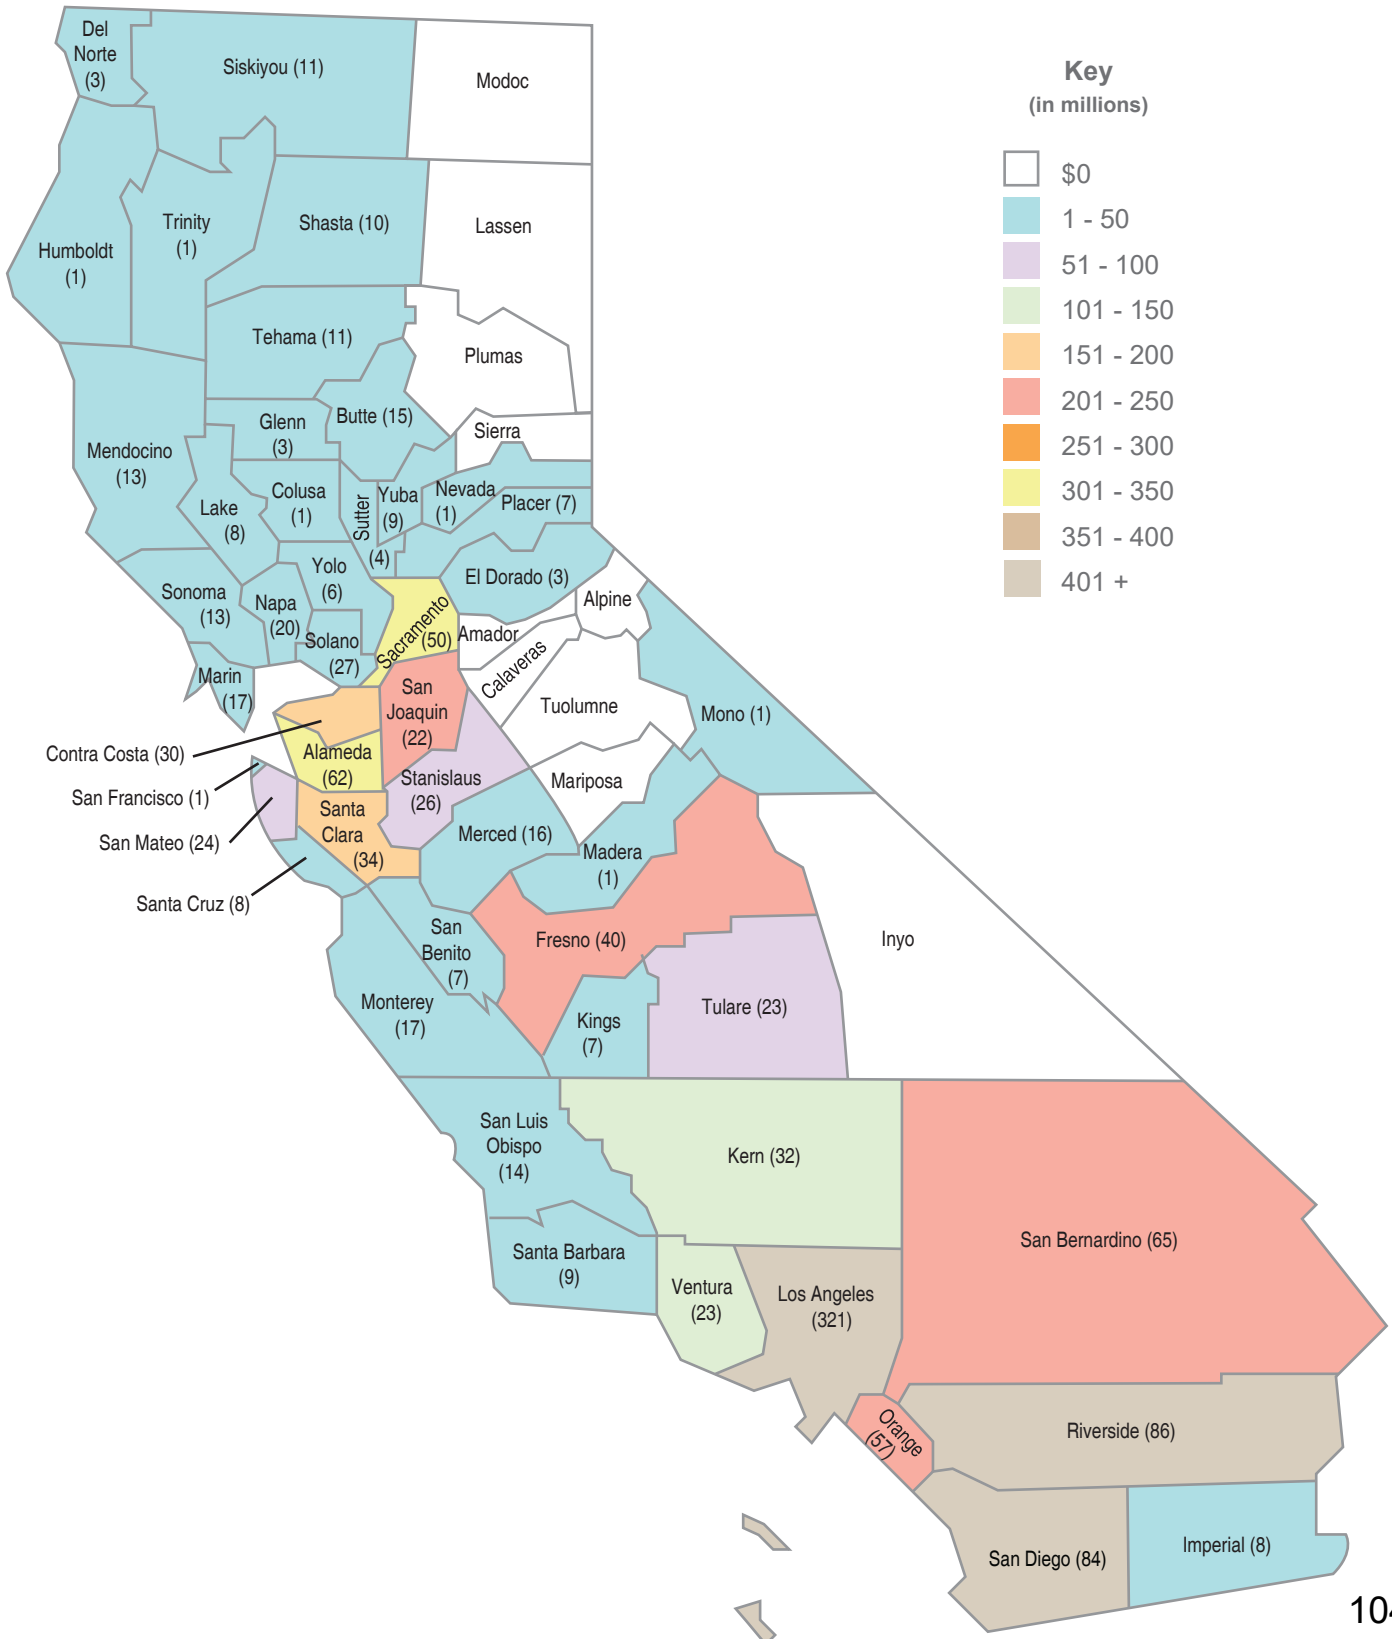 Del
Norte
(3)
Siskiyou (11)
Modoc
Key
(in millions)
$0
1 - 50
51 - 100
101 - 150
151 - 200
201 - 250
251 - 300
301 - 350
351 - 400
401 +
Humboldt
(1)
Trinity
(1)
Shasta (10)
Lassen
Tehama (11)
Plumas
Mendocino
(13)
Glenn
(3)
Butte (15)
Sierra
Lake
(8)
Colusa
(1)
Sutter
(4)
Yuba
(9)
Nevada
(1)
Placer (7)
Sonoma
(13)
Napa
(20)
Yolo
(6)
Solano
(27)
El Dorado (3)
Sacramento
(50)
Alpine
Amador
Calaveras
Marin
(17)
San
Joaquin
(22)
Tuolumne
Mono (1)
Contra Costa (30)
Alameda
(62)
San Francisco (1)
Stanislaus
(26)
Mariposa
San Mateo (24)
Santa
Clara
(34)
Merced (16)
Madera
(1)
Santa Cruz (8)
San
Benito
(7)
Fresno (40)
Inyo
Monterey
(17)
Kings
(7)
Tulare (23)
San Luis
Obispo
(14)
Kern (32)
San Bernardino (65)
Santa Barbara
(9)
Ventura
(23)
Los Angeles
(321)
Orange
(57)
Riverside (86)
San Diego (84)
Imperial (8)
104